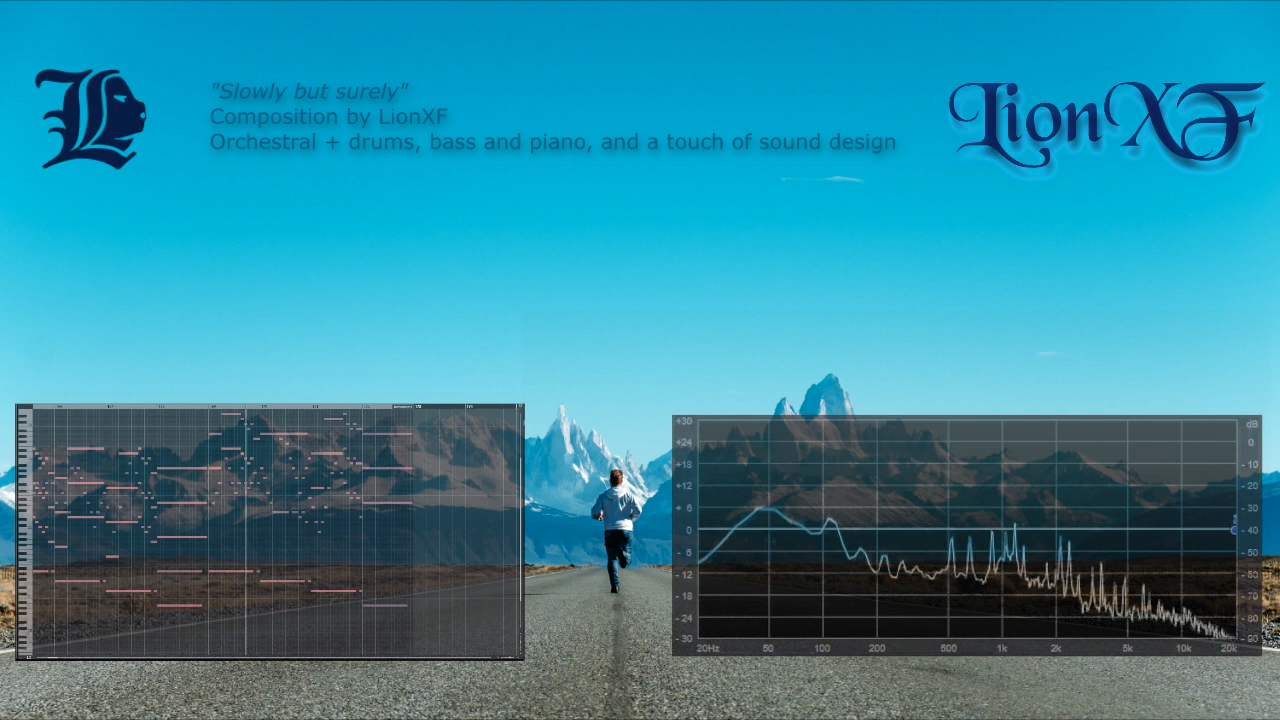 "Slowly but surely"
Composition by LionXF
Orchestral + drums, bass and piano, and a touch of sound design
LionXF
+30 dB
+24 0
+18 -10
+12 -20
+ 6 -30
0 -40
- 6 -50
-12 -60
-18 -70
-24 -80
-30 -90
20Hz 50 100 200 500 1k 2k 5k 10k 20k